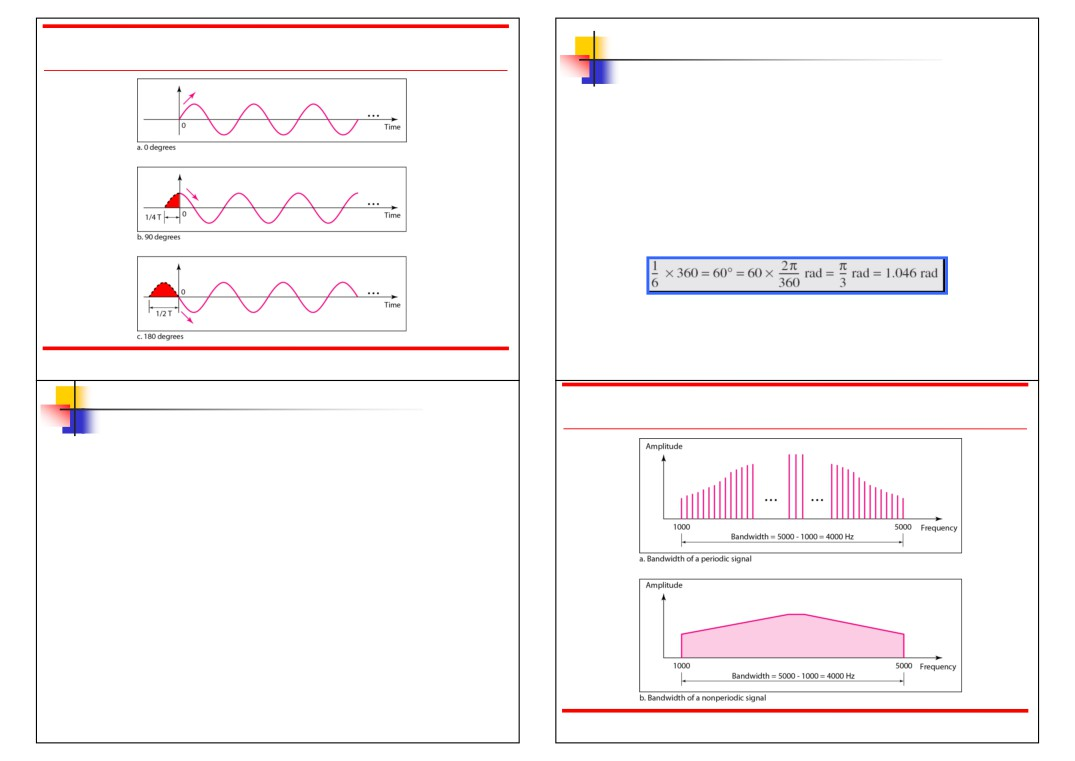 0
...
Time
a. 0 degrees
1/4 T
0
...
Time
b. 90 degrees
0
1/2 T
...
Time
c. 180 degrees
1/6 × 360 = 60° = 60 × 2π/360 rad = π/3 rad = 1.046 rad
Amplitude
... ...
1000 5000 Frequency
Bandwidth = 5000 - 1000 = 4000 Hz
a. Bandwidth of a periodic signal
Amplitude
1000 5000 Frequency
Bandwidth = 5000 - 1000 = 4000 Hz
b. Bandwidth of a nonperiodic signal